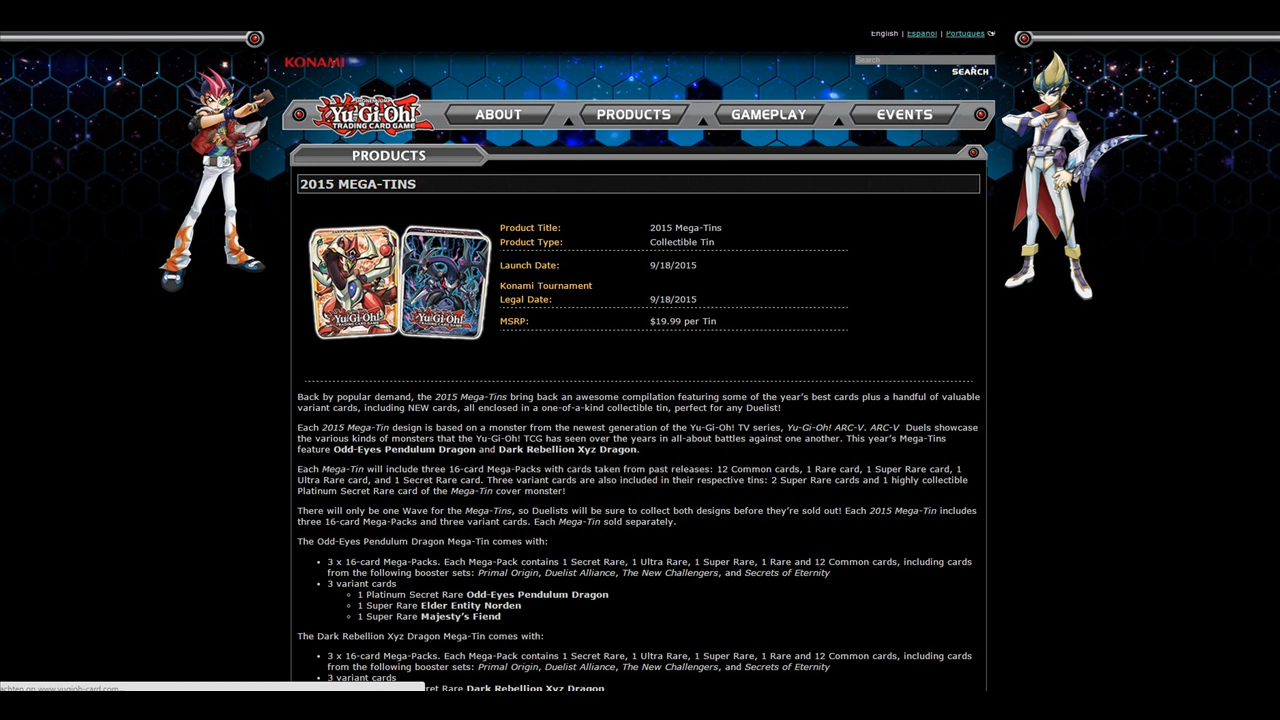 English | Español | Português
KONAMI
Search
SEARCH
Yu-Gi-Oh!
TRADING CARD GAME
ABOUT
PRODUCTS
GAMEPLAY
EVENTS
PRODUCTS
2015 MEGA-TINS
Yu-Gi-Oh!
Yu-Gi-Oh!
Product Title: 2015 Mega-Tins
Product Type: Collectible Tin
Launch Date: 9/18/2015
Konami Tournament
Legal Date: 9/18/2015
MSRP: $19.99 per Tin
Back by popular demand, the 2015 Mega-Tins bring back an awesome compilation featuring some of the year’s best cards plus a handful of valuable
variant cards, including NEW cards, all enclosed in a one-of-a-kind collectible tin, perfect for any Duelist!
Each 2015 Mega-Tin design is based on a monster from the newest generation of the Yu-Gi-Oh! TV series, Yu-Gi-Oh! ARC-V. ARC-V Duels showcase
the various kinds of monsters that the Yu-Gi-Oh! TCG has seen over the years in all-about battles against one another. This year’s Mega-Tins
feature Odd-Eyes Pendulum Dragon and Dark Rebellion Xyz Dragon.
Each Mega-Tin will include three 16-card Mega-Packs with cards taken from past releases: 12 Common cards, 1 Rare card, 1 Super Rare card, 1
Ultra Rare card, and 1 Secret Rare card. Three variant cards are also included in their respective tins: 2 Super Rare cards and 1 highly collectible
Platinum Secret Rare card of the Mega-Tin cover monster!
There will only be one Wave for the Mega-Tins, so Duelists will be sure to collect both designs before they’re sold out! Each 2015 Mega-Tin includes
three 16-card Mega-Packs and three variant cards. Each Mega-Tin sold separately.
The Odd-Eyes Pendulum Dragon Mega-Tin comes with:
• 3 x 16-card Mega-Packs. Each Mega-Pack contains 1 Secret Rare, 1 Ultra Rare, 1 Super Rare, 1 Rare and 12 Common cards, including cards
from the following booster sets: Primal Origin, Duelist Alliance, The New Challengers, and Secrets of Eternity
• 3 variant cards
◦ 1 Platinum Secret Rare Odd-Eyes Pendulum Dragon
◦ 1 Super Rare Elder Entity Norden
◦ 1 Super Rare Majesty’s Fiend
The Dark Rebellion Xyz Dragon Mega-Tin comes with:
• 3 x 16-card Mega-Packs. Each Mega-Pack contains 1 Secret Rare, 1 Ultra Rare, 1 Super Rare, 1 Rare and 12 Common cards, including cards
from the following booster sets: Primal Origin, Duelist Alliance, The New Challengers, and Secrets of Eternity
• 3 variant cards
Rare Dark Rebellion Xyz Dragon
achten op www.yugioh-card.com...